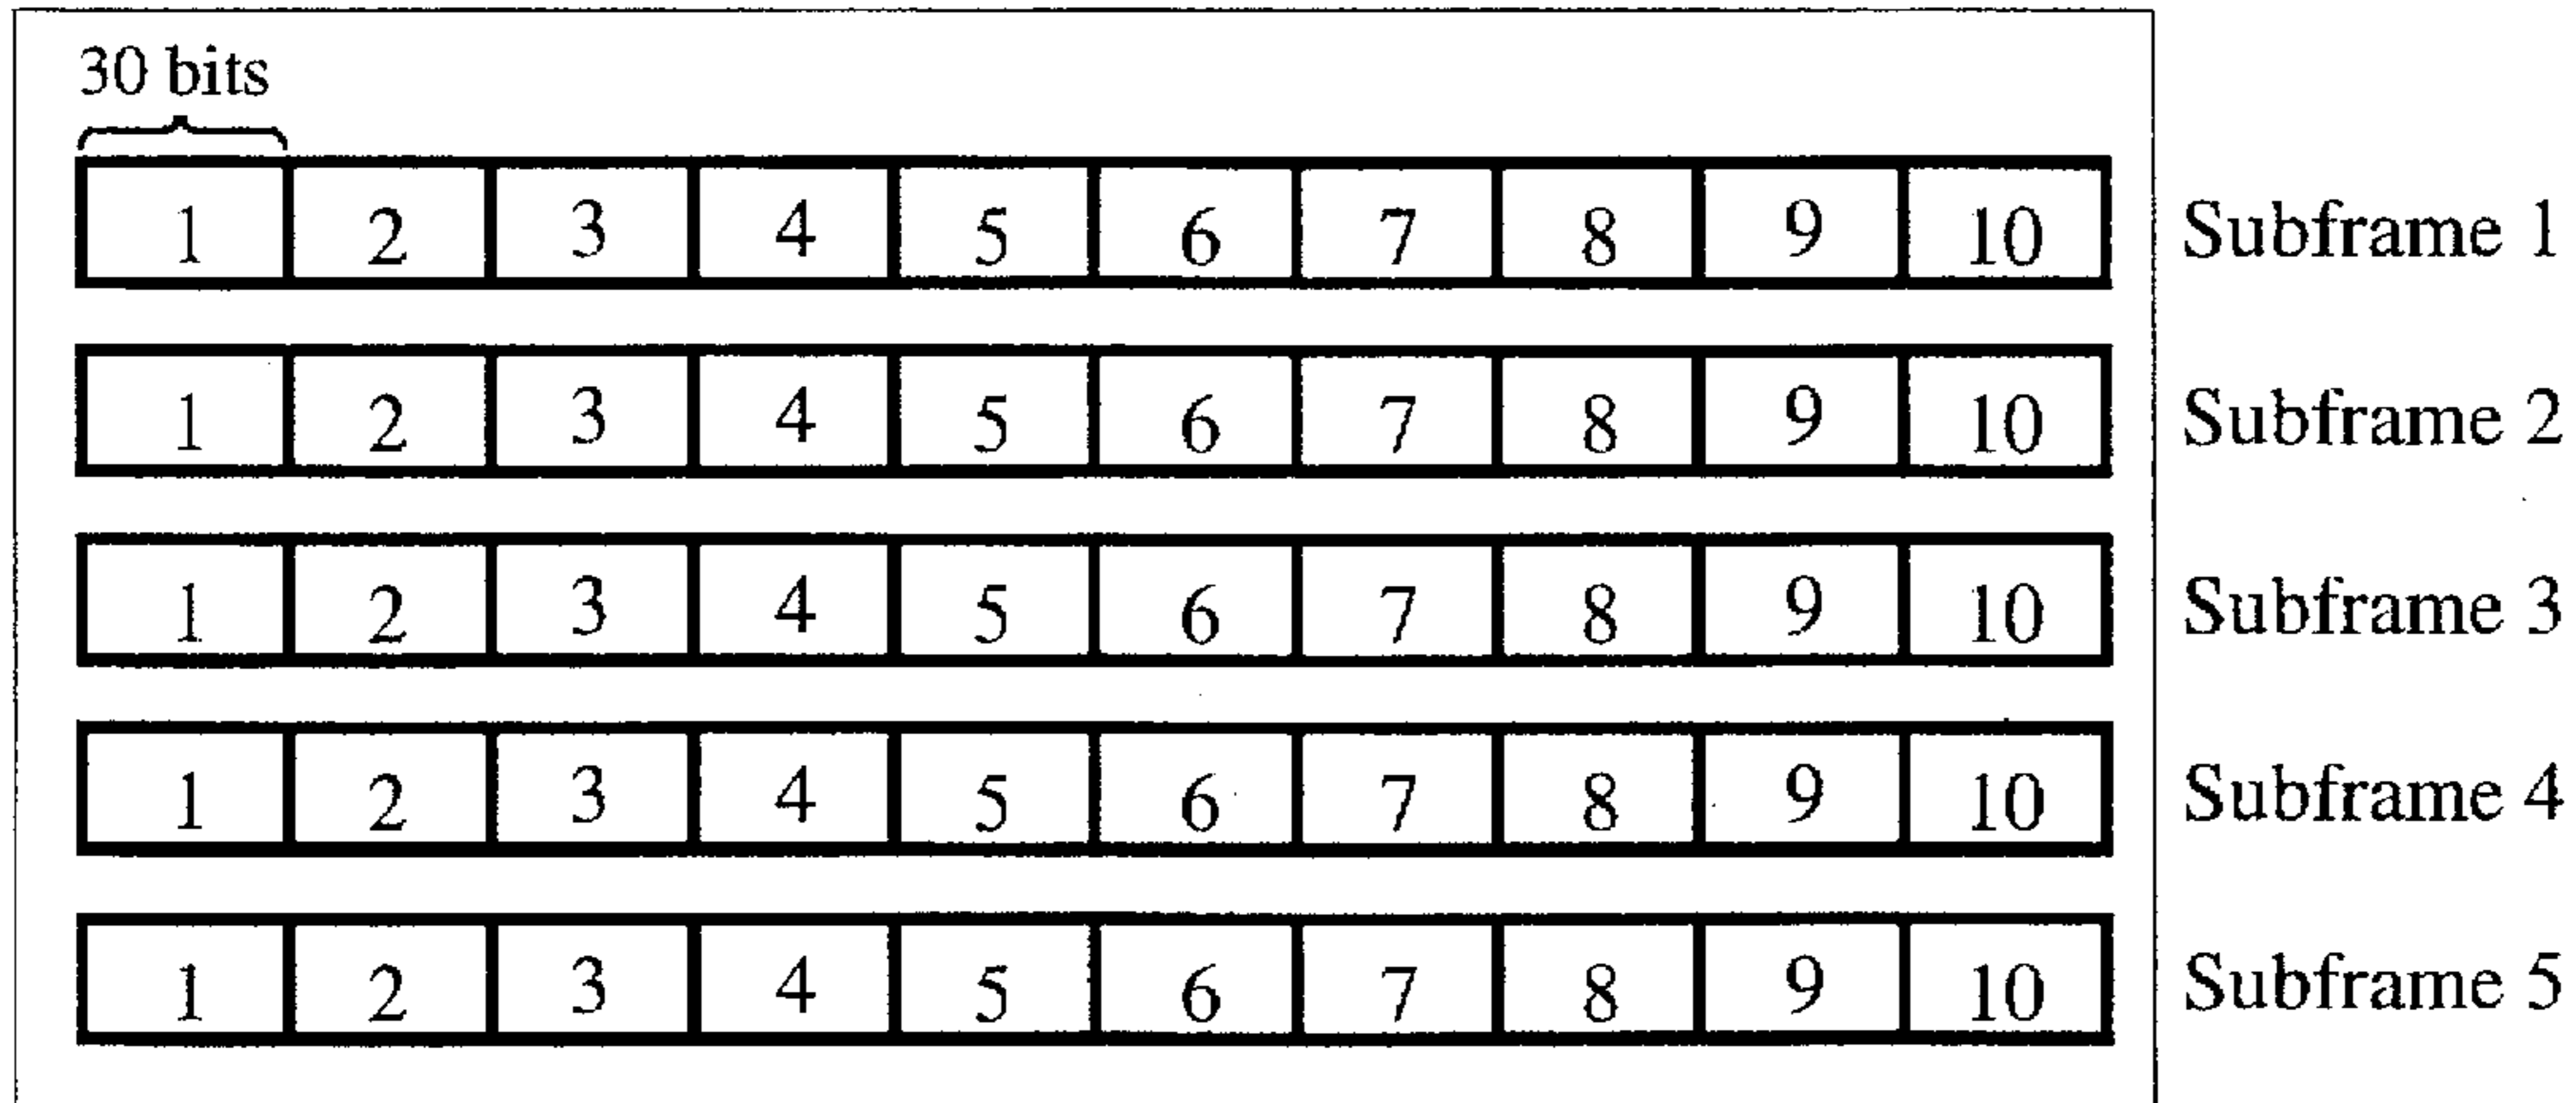 30 bits
1 2 3 4 5 6 7 8 9 10 Subframe 1
1 2 3 4 5 6 7 8 9 10 Subframe 2
1 2 3 4 5 6 7 8 9 10 Subframe 3
1 2 3 4 5 6 7 8 9 10 Subframe 4
1 2 3 4 5 6 7 8 9 10 Subframe 5